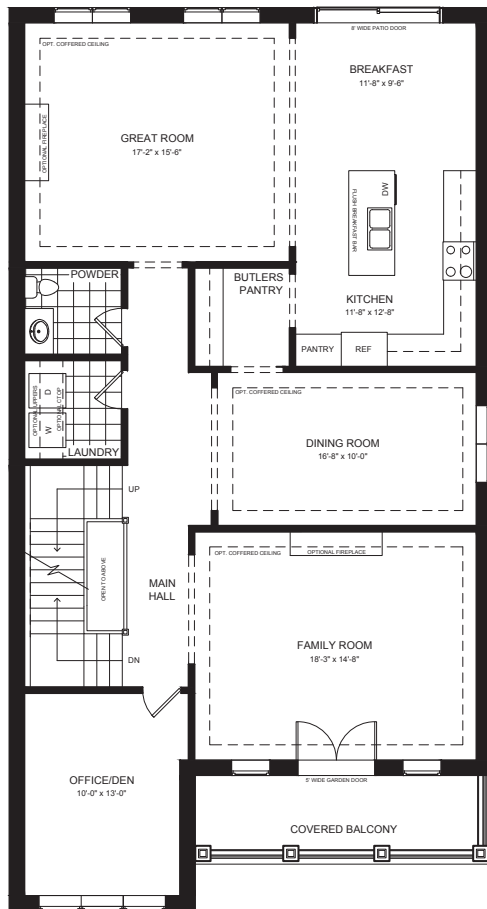 8' WIDE PATIO DOOR
OPT. COFFERED CEILING
BREAKFAST
11'-8" x 9'-6"
GREAT ROOM
17'-2" x 15'-6"
OPTIONAL FIREPLACE
DW
FLUSH BREAKFAST BAR
POWDER
BUTLERS
PANTRY
KITCHEN
11'-8" x 12'-8"
PANTRY
REF
OPTIONAL UPPERS
D
W
OPTIONAL CTOP
LAUNDRY
OPT. COFFERED CEILING
DINING ROOM
16'-8" x 10'-0"
UP
OPEN TO ABOVE
MAIN
HALL
DN
OPT. COFFERED CEILING
OPTIONAL FIREPLACE
FAMILY ROOM
18'-3" x 14'-8"
OFFICE/DEN
10'-0" x 13'-0"
5' WIDE GARDEN DOOR
COVERED BALCONY